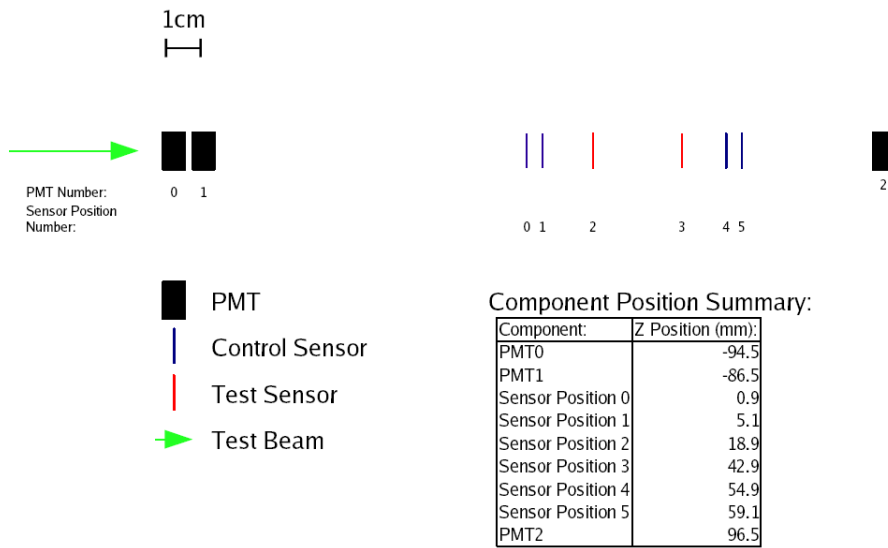 1cm
PMT Number: 0 1 2
Sensor Position
Number: 0 1 2 3 4 5
PMT
Control Sensor
Test Sensor
Test Beam
Component Position Summary:
Component: Z Position (mm):
PMT0 -94.5
PMT1 -86.5
Sensor Position 0 0.9
Sensor Position 1 5.1
Sensor Position 2 18.9
Sensor Position 3 42.9
Sensor Position 4 54.9
Sensor Position 5 59.1
PMT2 96.5